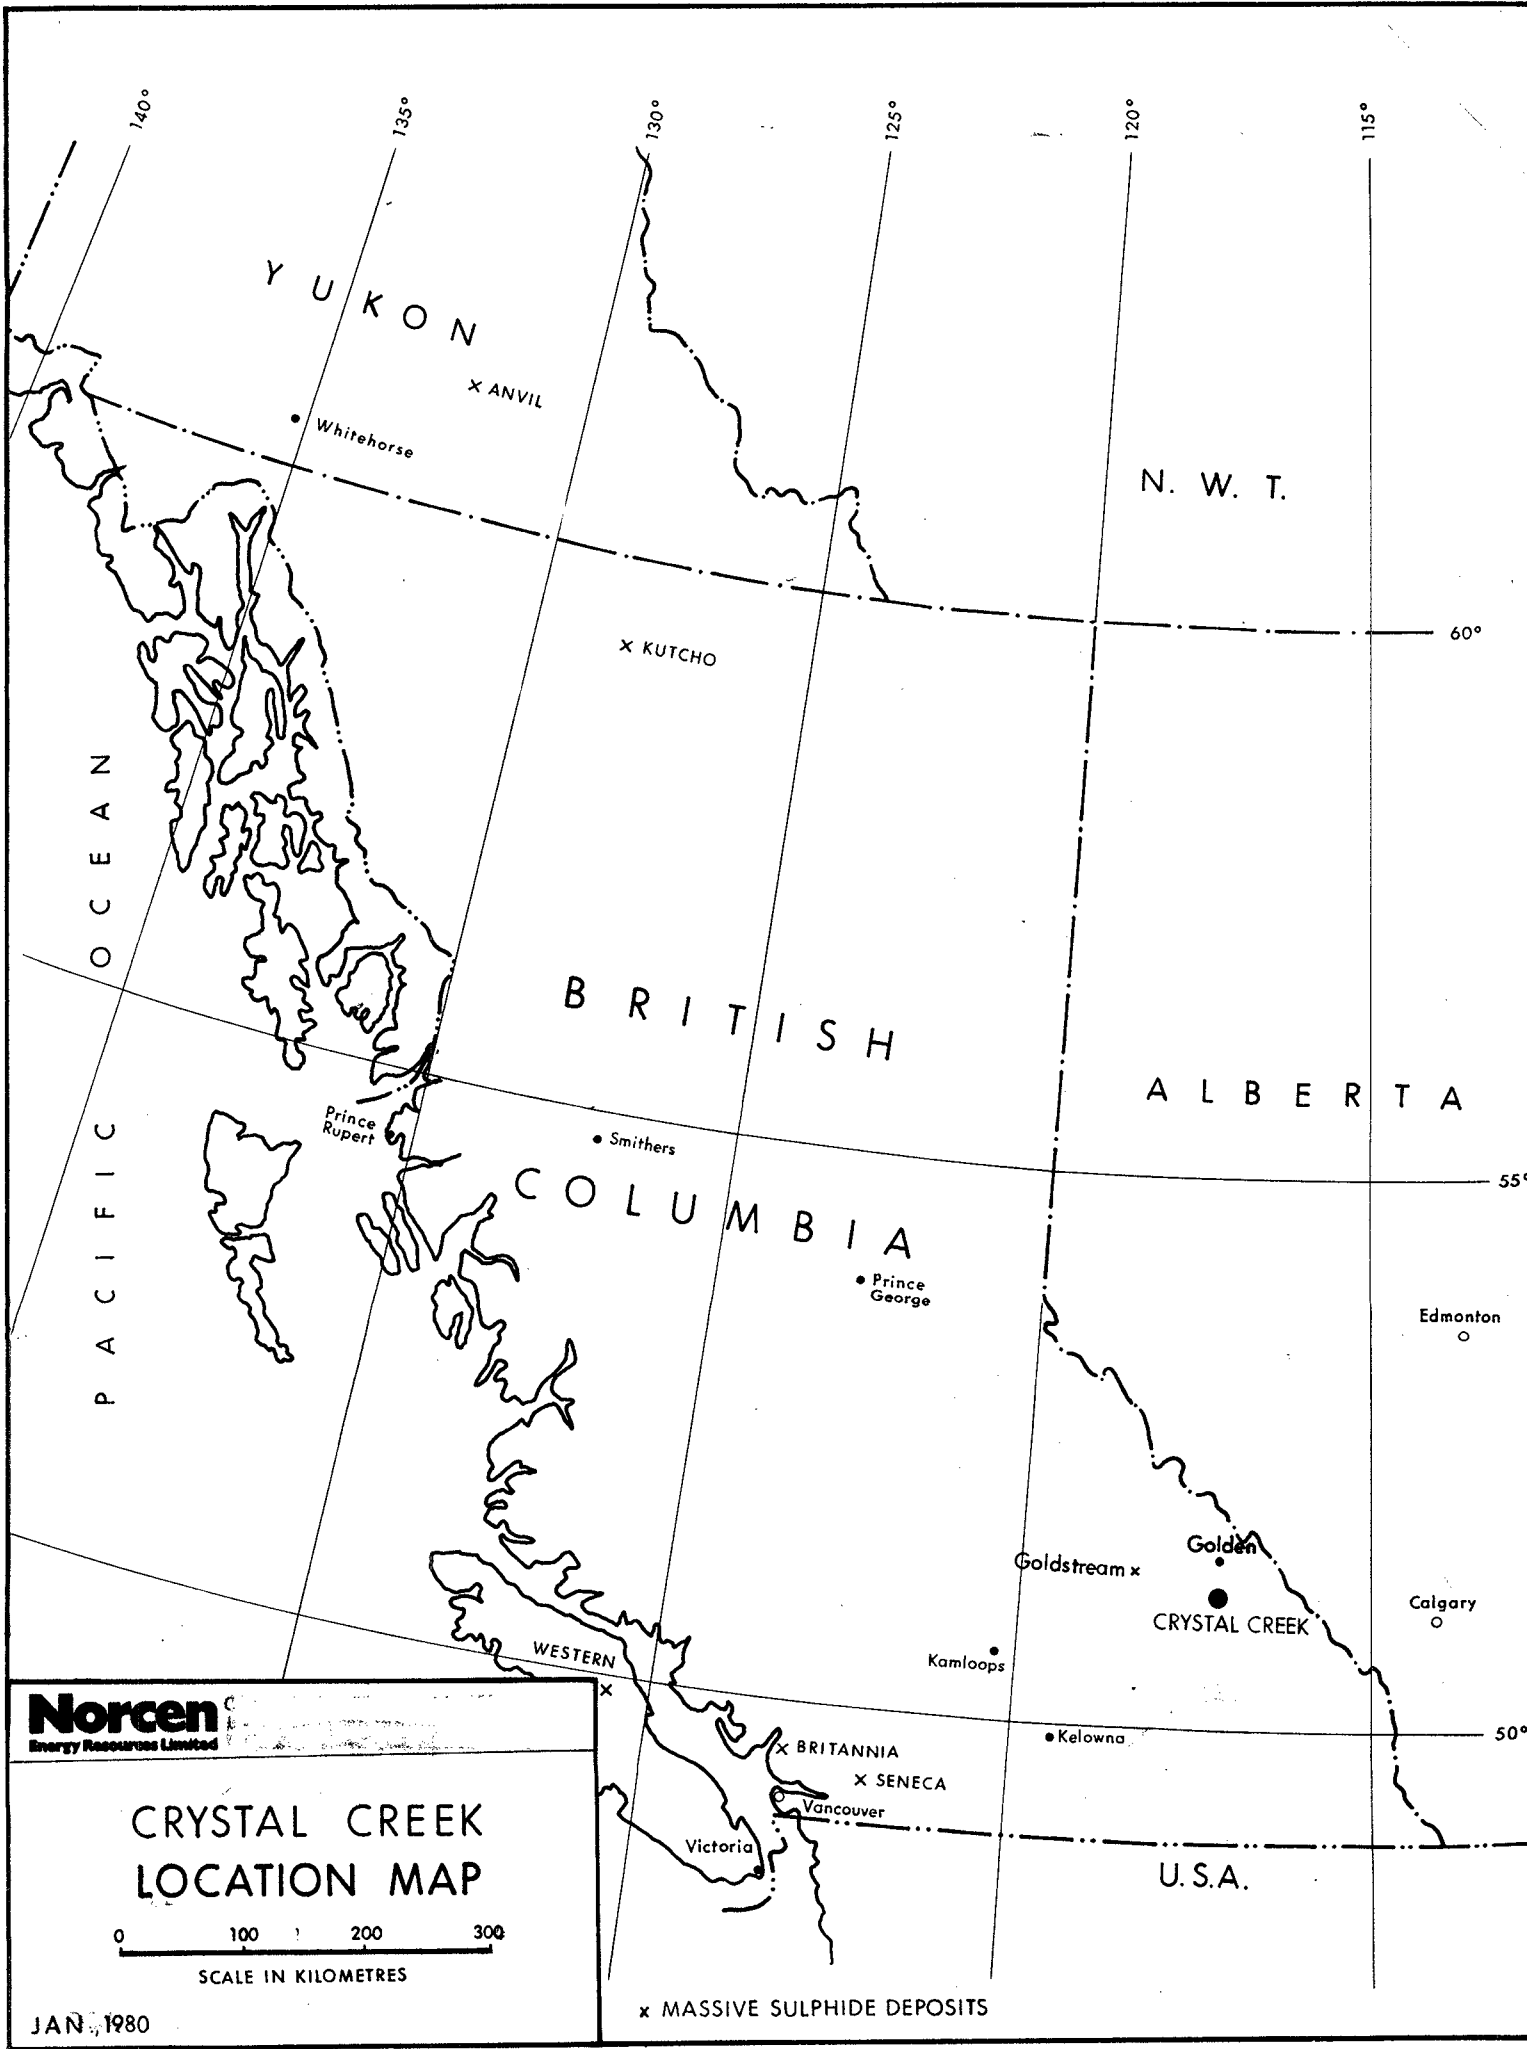 140°
135°
130°
125°
120°
115°
YUKON
x ANVIL
Whitehorse
N. W. T.
60°
x KUTCHO
PACIFIC OCEAN
BRITISH
ALBERTA
Prince
Rupert
Smithers
55°
COLUMBIA
Prince
George
Edmonton
Golden
Goldstream x
CRYSTAL CREEK
Calgary
Kamloops
WESTERN
x
50°
Kelowna
x BRITANNIA
x SENECA
Vancouver
Victoria
U.S.A.
Norcen
Energy Resources Limited
CRYSTAL CREEK
LOCATION MAP
0 100 200 300
SCALE IN KILOMETRES
JAN., 1980
x MASSIVE SULPHIDE DEPOSITS